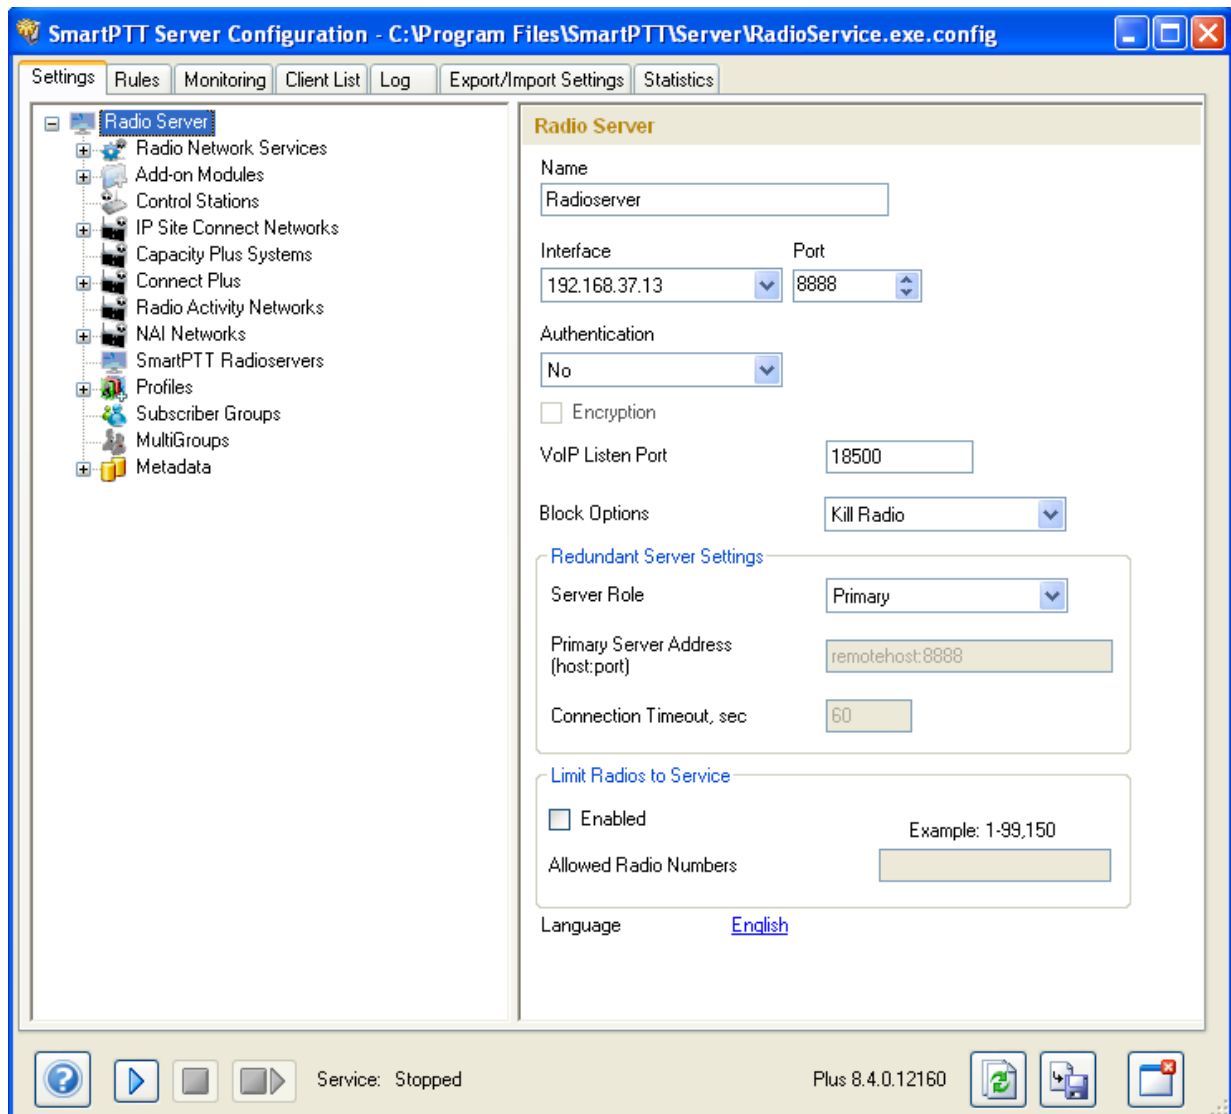 SmartPTT Server Configuration - C:\Program Files\SmartPTT\Server\RadioService.exe.config
Settings Rules Monitoring Client List Log Export/Import Settings Statistics
Radio Server
Radio Network Services
Add-on Modules
Control Stations
IP Site Connect Networks
Capacity Plus Systems
Connect Plus
Radio Activity Networks
NAI Networks
SmartPTT Radioservers
Profiles
Subscriber Groups
MultiGroups
Metadata
Radio Server
Name
Radioserver
Interface Port
192.168.37.13 8888
Authentication
No
Encryption
VoIP Listen Port 18500
Block Options Kill Radio
Redundant Server Settings
Server Role Primary
Primary Server Address
(host:port)
remotehost:8888
Connection Timeout, sec 60
Limit Radios to Service
Enabled
Example: 1-99,150
Allowed Radio Numbers
Language English
Service: Stopped Plus 8.4.0.12160